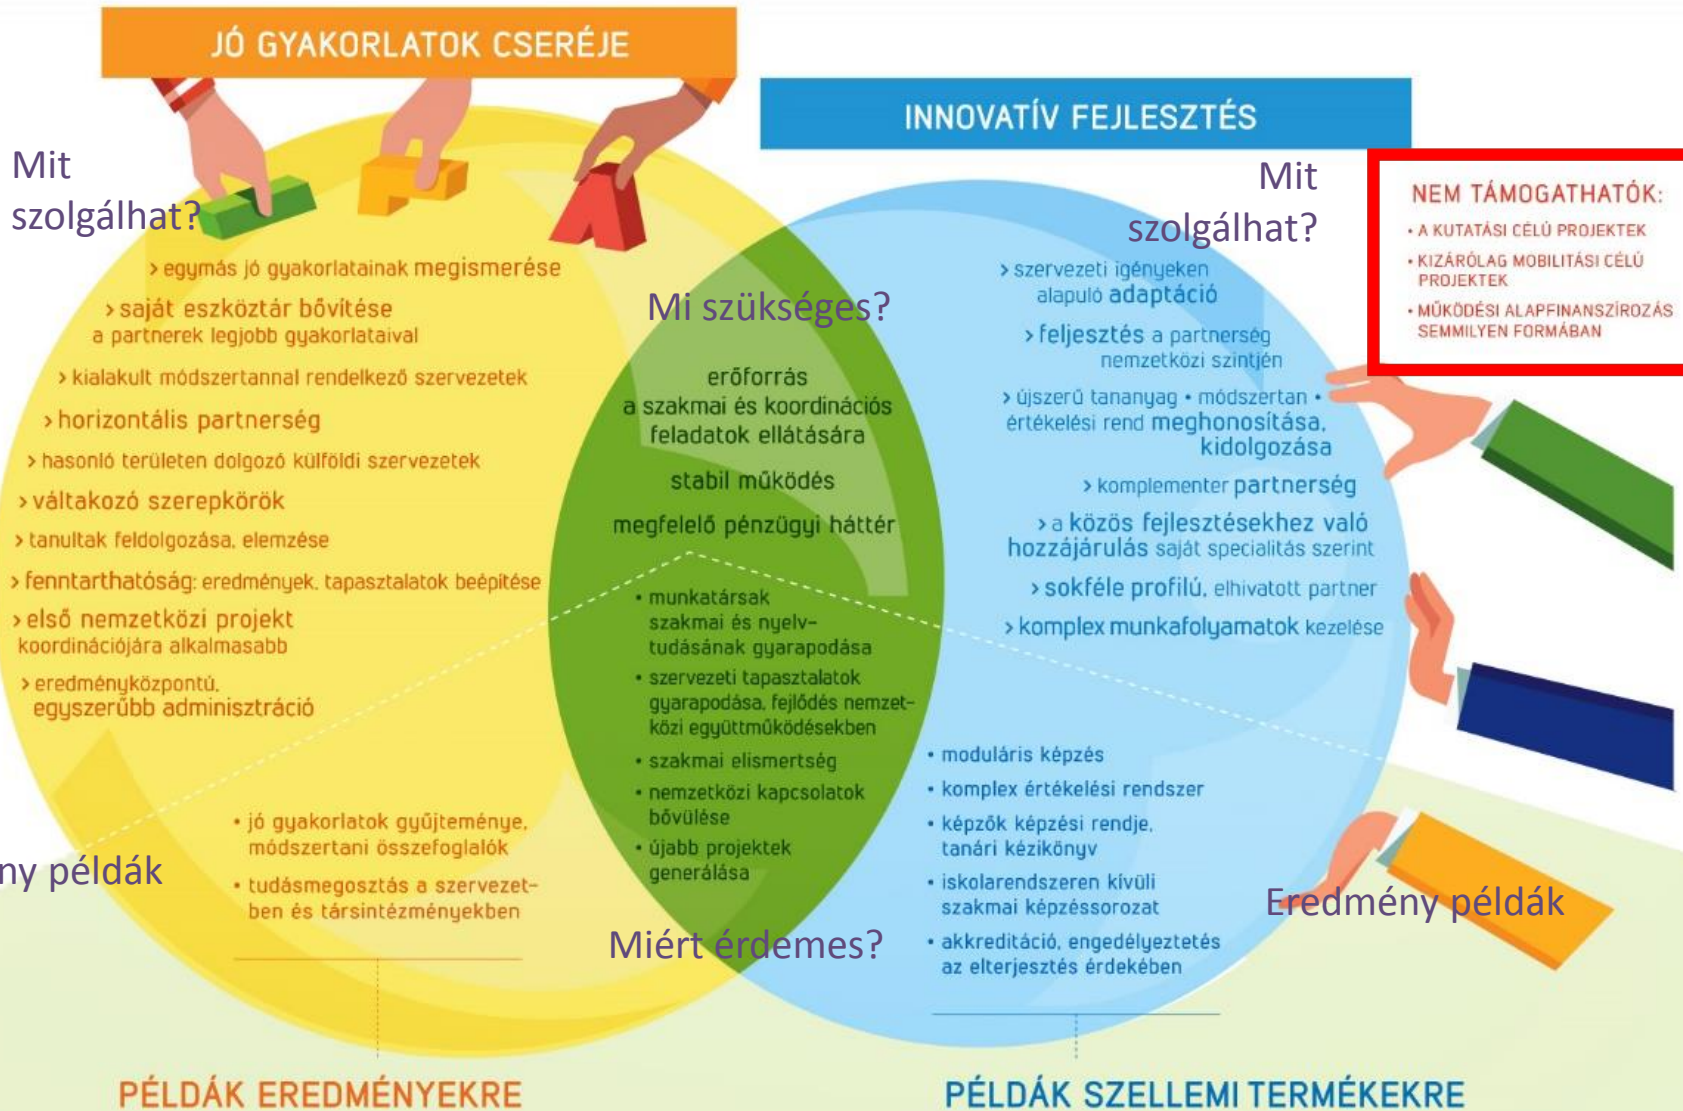 JÓ GYAKORLATOK CSERÉJE
Mit
szolgálhat?
> egymás jó gyakorlatainak megismerése
> saját eszköztár bővítése
a partnerek legjobb gyakorlataival
> kialakult módszertannal rendelkező szervezetek
> horizontális partnerség
> hasonló területen dolgozó külföldi szervezetek
> váltakozó szerepkörök
> tanultak feldolgozása, elemzése
> fenntarthatóság: eredmények, tapasztalatok beépítése
> első nemzetközi projekt
koordinációjára alkalmasabb
> eredményközpontú,
egyszerűbb adminisztráció
ny példák
• jó gyakorlatok gyűjteménye,
módszertani összefoglalók
• tudásmegosztás a szervezet-
ben és társintézményekben
PÉLDÁK EREDMÉNYEKRE
Mi szükséges?
erőforrás
a szakmai és koordinációs
feladatok ellátására
stabil működés
megfelelő pénzügyi háttér
• munkatársak
szakmai és nyelv-
tudásának gyarapodása
• szervezeti tapasztalatok
gyarapodása, fejlődés nemzet-
közi együttműködésekben
• szakmai elismertség
• nemzetközi kapcsolatok
bővülése
• újabb projektek
generálása
Miért érdemes?
INNOVATÍV FEJLESZTÉS
Mit
szolgálhat?
> szervezeti igényeken
alapuló adaptáció
> feljesztés a partnerség
nemzetközi szintjén
> újszerű tananyag • módszertan •
értékelési rend meghonosítása,
kidolgozása
> komplementer partnerség
> a közös fejlesztésekhez való
hozzájárulás saját specialitás szerint
> sokféle profilú, elhivatott partner
> komplex munkafolyamatok kezelése
• moduláris képzés
• komplex értékelési rendszer
• képzők képzési rendje,
tanári kézikönyv
• iskolarendszeren kívüli
szakmai képzéssorozat
• akkreditáció, engedélyeztetés
az elterjesztés érdekében
Eredmény példák
PÉLDÁK SZELLEMI TERMÉKEKRE
NEM TÁMOGATHATÓK:
• A KUTATÁSI CÉLÚ PROJEKTEK
• KIZÁRÓLAG MOBILITÁSI CÉLÚ
PROJEKTEK
• MŰKÖDÉSI ALAPFINANSZÍROZÁS
SEMMILYEN FORMÁBAN